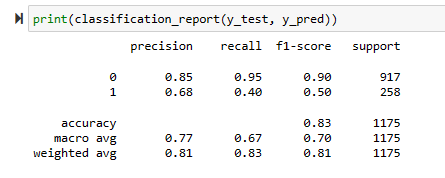 print(classification_report(y_test, y_pred))
precision recall f1-score support
0 0.85 0.95 0.90 917
1 0.68 0.40 0.50 258
accuracy 0.83 1175
macro avg 0.77 0.67 0.70 1175
weighted avg 0.81 0.83 0.81 1175